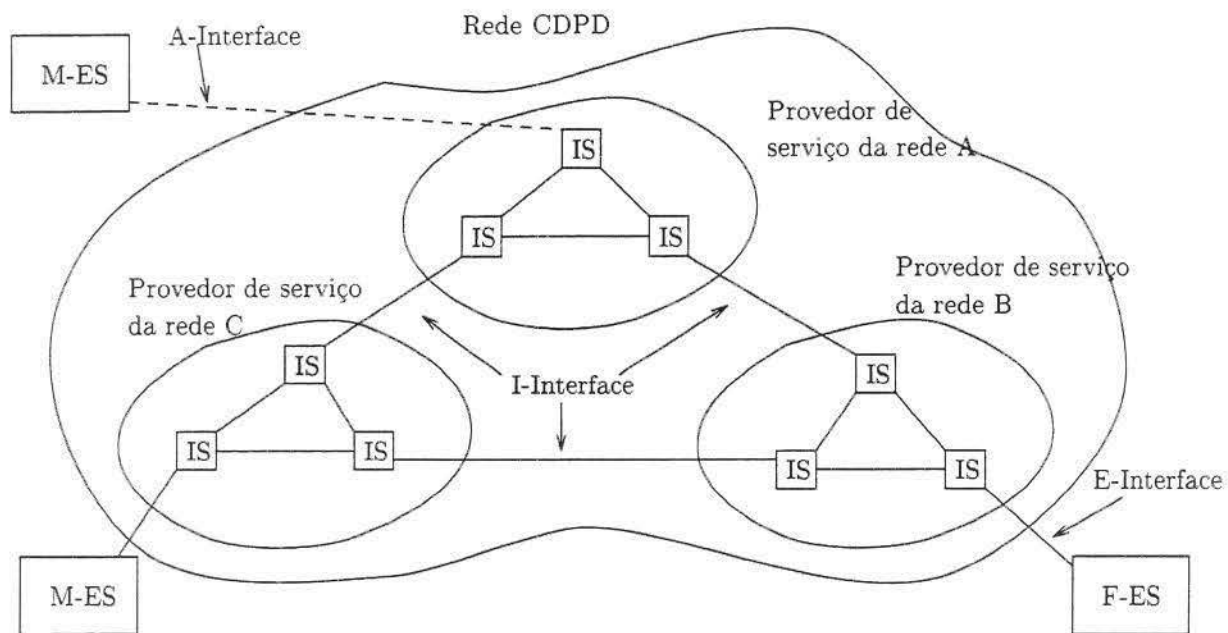 Rede CDPD
A-Interface
M-ES
Provedor de
serviço da rede A
IS
IS
IS
Provedor de serviço
da rede B
Provedor de serviço
da rede C
IS
IS
I-Interface
IS
IS
IS
IS
E-Interface
M-ES
F-ES